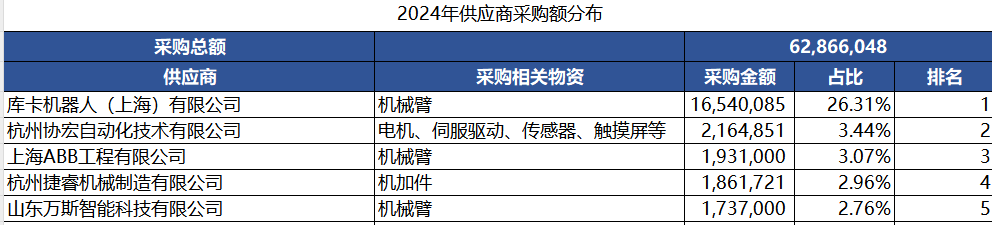 2024年供应商采购额分布
采购总额 62,866,048
供应商 采购相关物资 采购金额 占比 排名
库卡机器人（上海）有限公司 机械臂 16,540,085 26.31% 1
杭州协宏自动化技术有限公司 电机、伺服驱动、传感器、触摸屏等 2,164,851 3.44% 2
上海ABB工程有限公司 机械臂 1,931,000 3.07% 3
杭州捷睿机械制造有限公司 机加件 1,861,721 2.96% 4
山东万斯智能科技有限公司 机械臂 1,737,000 2.76% 5